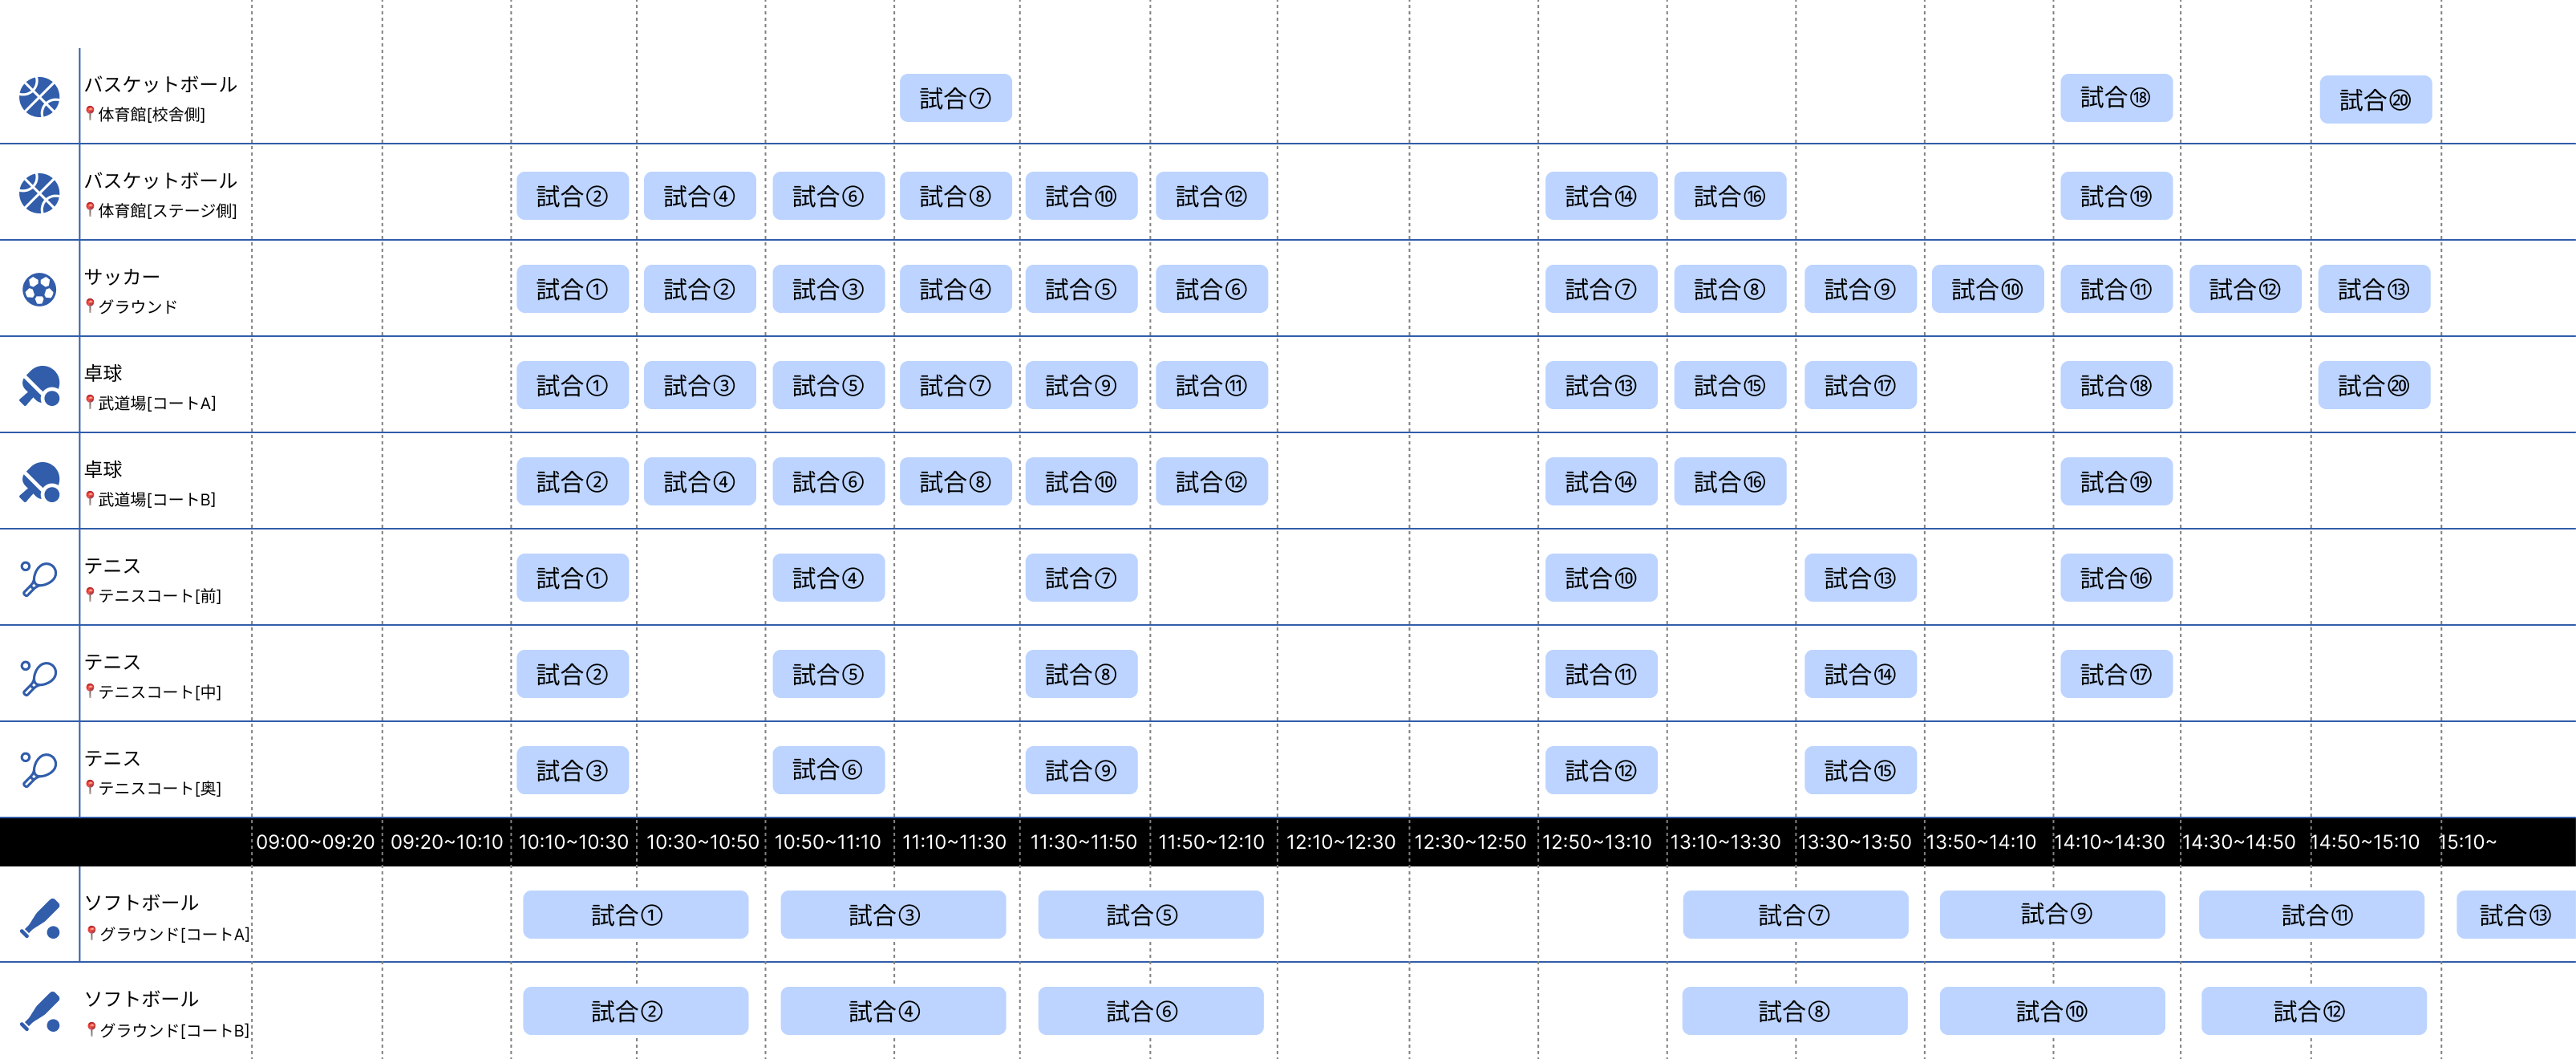 バスケットボール
体育館[校舎側]
試合⑦ 試合⑱ 試合⑳
バスケットボール
体育館[ステージ側]
試合② 試合④ 試合⑥ 試合⑧ 試合⑩ 試合⑫ 試合⑭ 試合⑯ 試合⑲
サッカー
グラウンド
試合① 試合② 試合③ 試合④ 試合⑤ 試合⑥ 試合⑦ 試合⑧ 試合⑨ 試合⑩ 試合⑪ 試合⑫ 試合⑬
卓球
武道場[コートA]
試合① 試合③ 試合⑤ 試合⑦ 試合⑨ 試合⑪ 試合⑬ 試合⑮ 試合⑰ 試合⑱ 試合⑳
卓球
武道場[コートB]
試合② 試合④ 試合⑥ 試合⑧ 試合⑩ 試合⑫ 試合⑭ 試合⑯ 試合⑲
テニス
テニスコート[前]
試合① 試合④ 試合⑦ 試合⑩ 試合⑬ 試合⑯
テニス
テニスコート[中]
試合② 試合⑤ 試合⑧ 試合⑪ 試合⑭ 試合⑰
テニス
テニスコート[奥]
試合③ 試合⑥ 試合⑨ 試合⑫ 試合⑮
09:00~09:20 09:20~10:10 10:10~10:30 10:30~10:50 10:50~11:10 11:10~11:30 11:30~11:50 11:50~12:10 12:10~12:30 12:30~12:50 12:50~13:10 13:10~13:30 13:30~13:50 13:50~14:10 14:10~14:30 14:30~14:50 14:50~15:10 15:10~
ソフトボール
グラウンド[コートA]
試合① 試合③ 試合⑤ 試合⑦ 試合⑨ 試合⑪ 試合⑬
ソフトボール
グラウンド[コートB]
試合② 試合④ 試合⑥ 試合⑧ 試合⑩ 試合⑫